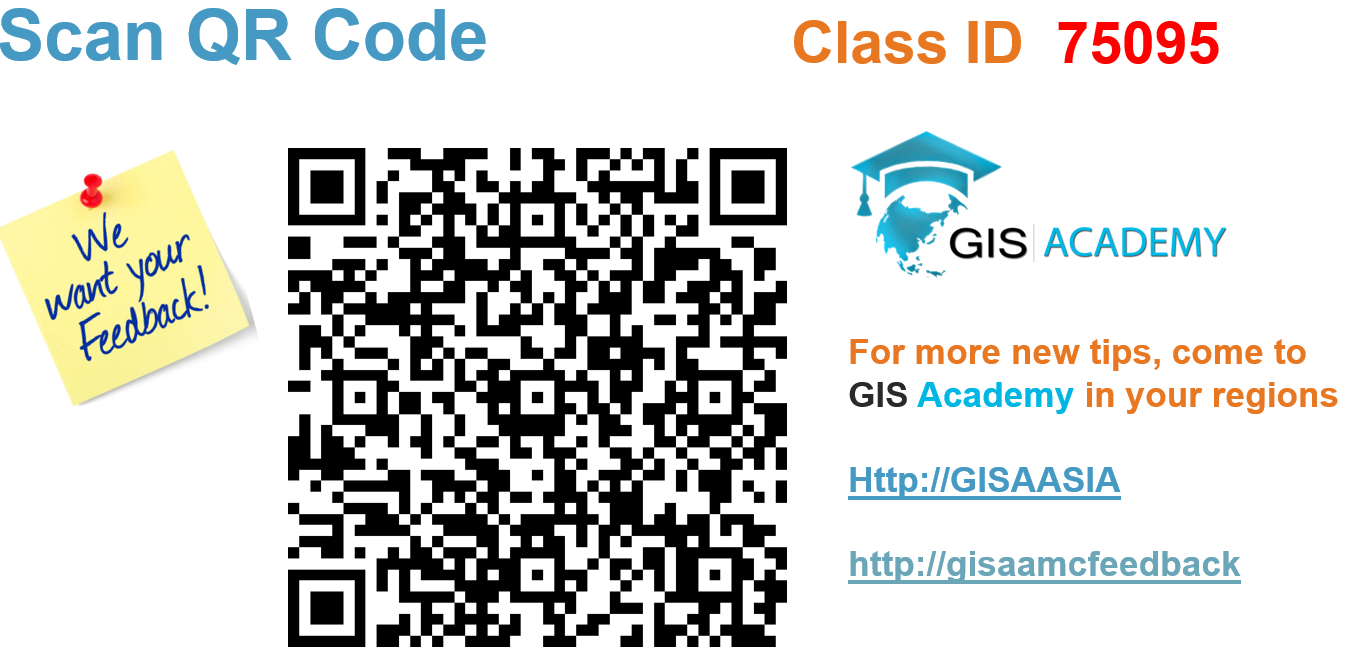 Scan QR Code
Class ID 75095
We
want your
Feedback!
GIS ACADEMY
For more new tips, come to
GIS Academy in your regions
Http://GISAASIA
http://gisaamcfeedback